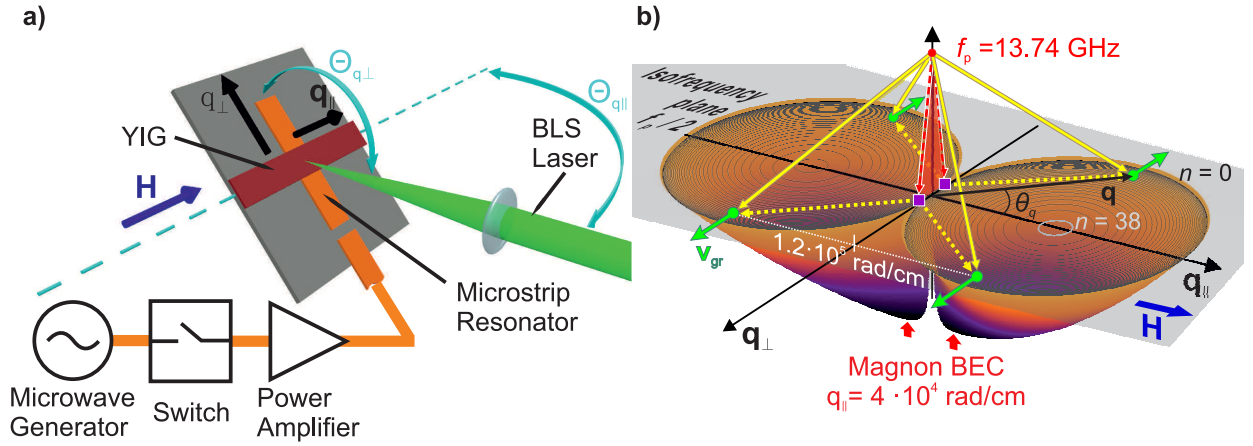 a)
Θq⊥
q⊥
q∥
Θq∥
YIG
BLS
Laser
H
Microstrip
Resonator
Microwave
Generator
Switch
Power
Amplifier
b)
fp =13.74 GHz
Isofrequency
plane
fp /2
n = 0
q
θq
n = 38
vgr
1.2·10⁵
rad/cm
q∥
H
q⊥
Magnon BEC
q∥= 4 ·10⁴ rad/cm